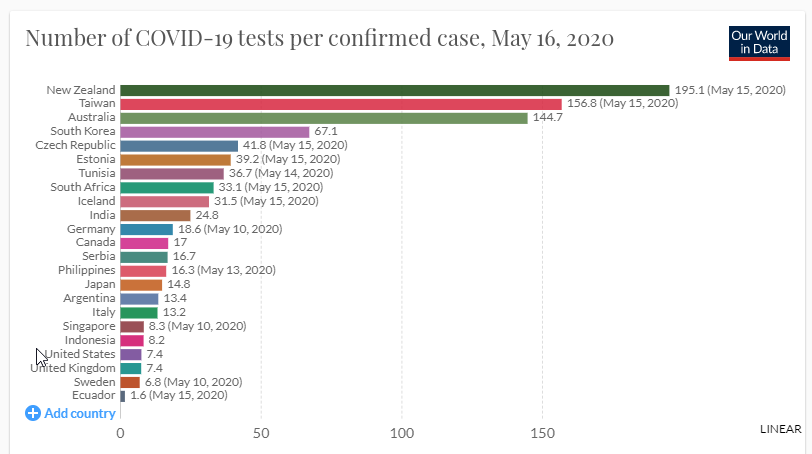 Number of COVID-19 tests per confirmed case, May 16, 2020
Our World
in Data
New Zealand 195.1 (May 15, 2020)
Taiwan 156.8 (May 15, 2020)
Australia 144.7
South Korea 67.1
Czech Republic 41.8 (May 15, 2020)
Estonia 39.2 (May 15, 2020)
Tunisia 36.7 (May 14, 2020)
South Africa 33.1 (May 15, 2020)
Iceland 31.5 (May 15, 2020)
India 24.8
Germany 18.6 (May 10, 2020)
Canada 17
Serbia 16.7
Philippines 16.3 (May 13, 2020)
Japan 14.8
Argentina 13.4
Italy 13.2
Singapore 8.3 (May 10, 2020)
Indonesia 8.2
United States 7.4
United Kingdom 7.4
Sweden 6.8 (May 10, 2020)
Ecuador 1.6 (May 15, 2020)
Add country
0 50 100 150
LINEAR